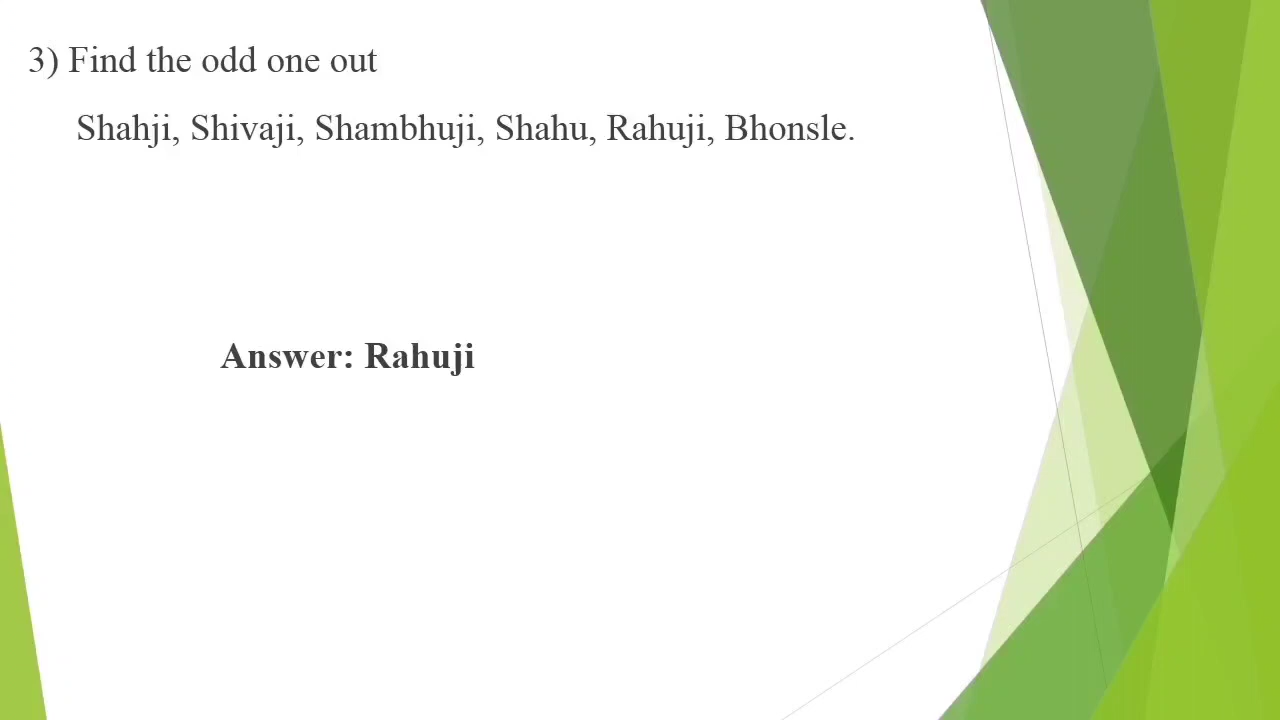 3) Find the odd one out
Shahji, Shivaji, Shambhuji, Shahu, Rahuji, Bhonsle.
Answer: Rahuji